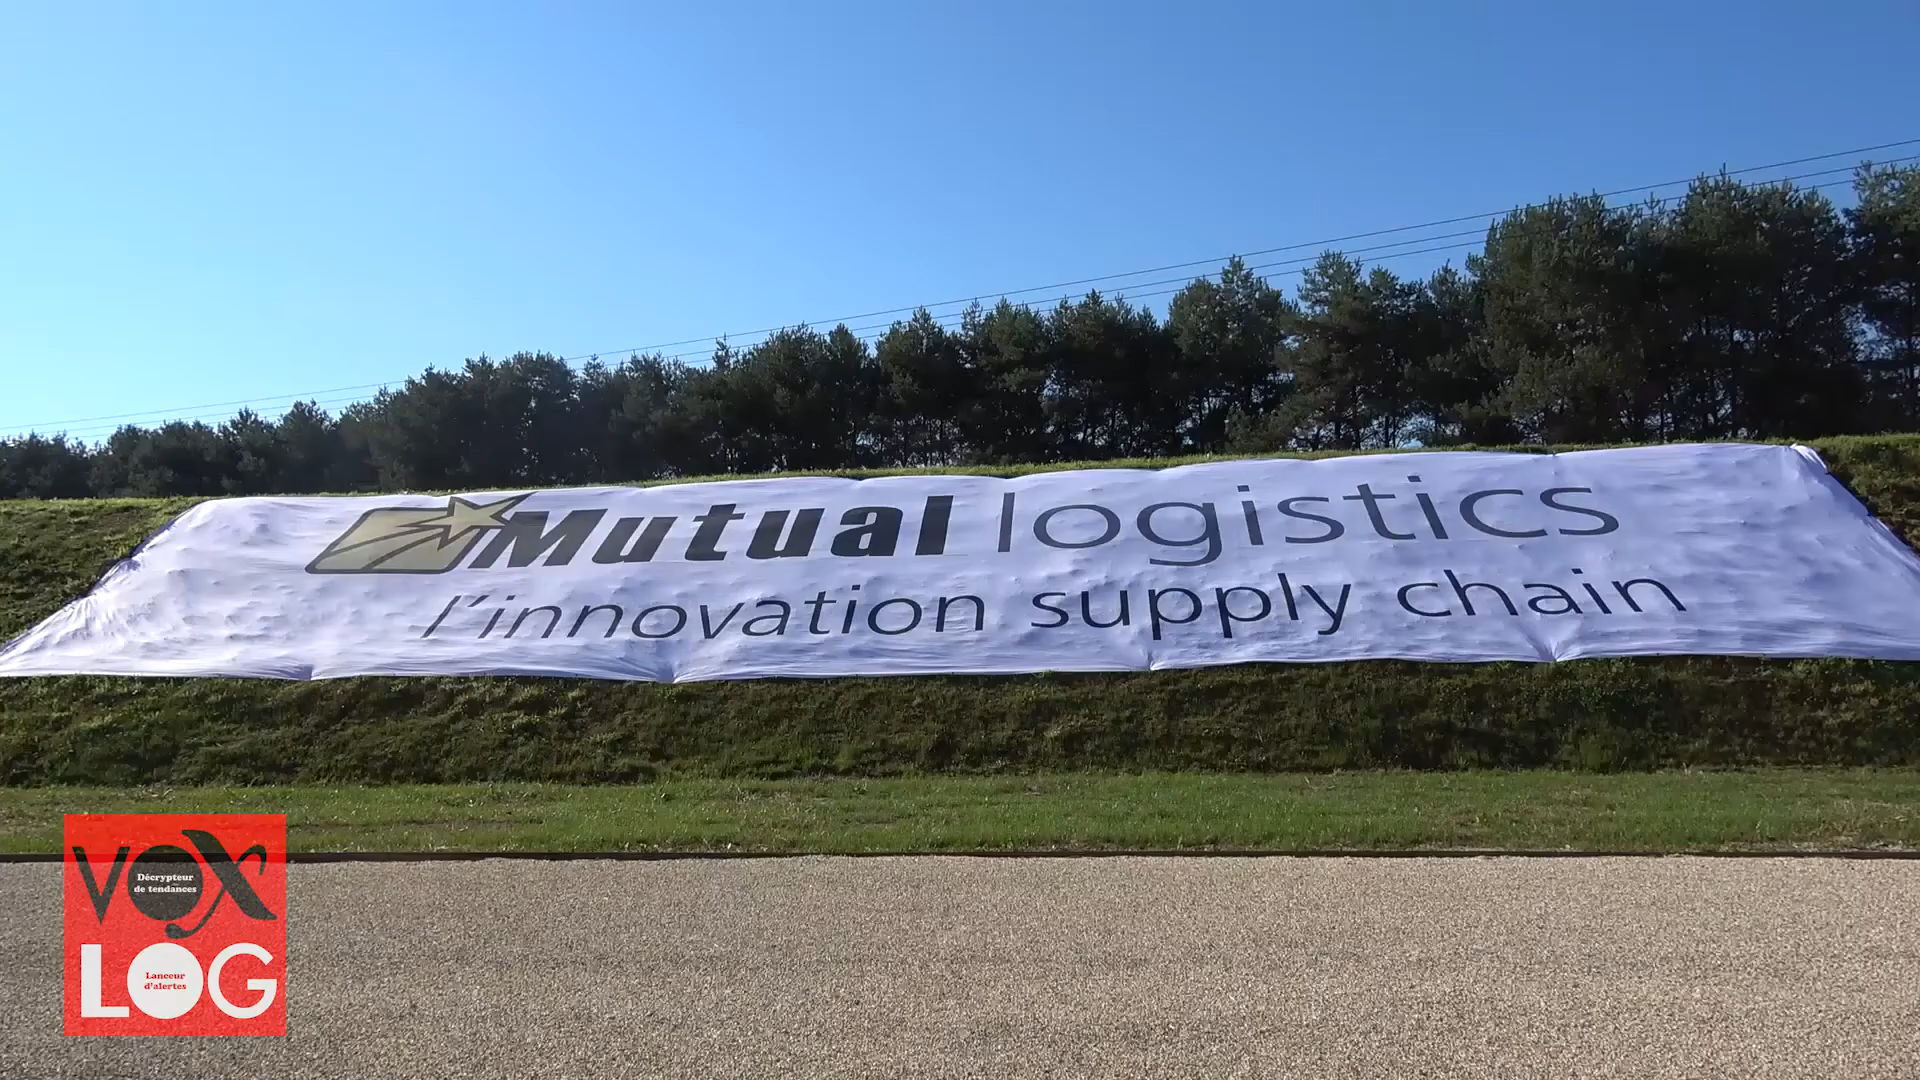 Mutual logistics
l'innovation supply chain
VOX
Décrypteur
de tendances
LOG
Lanceur
d'alertes